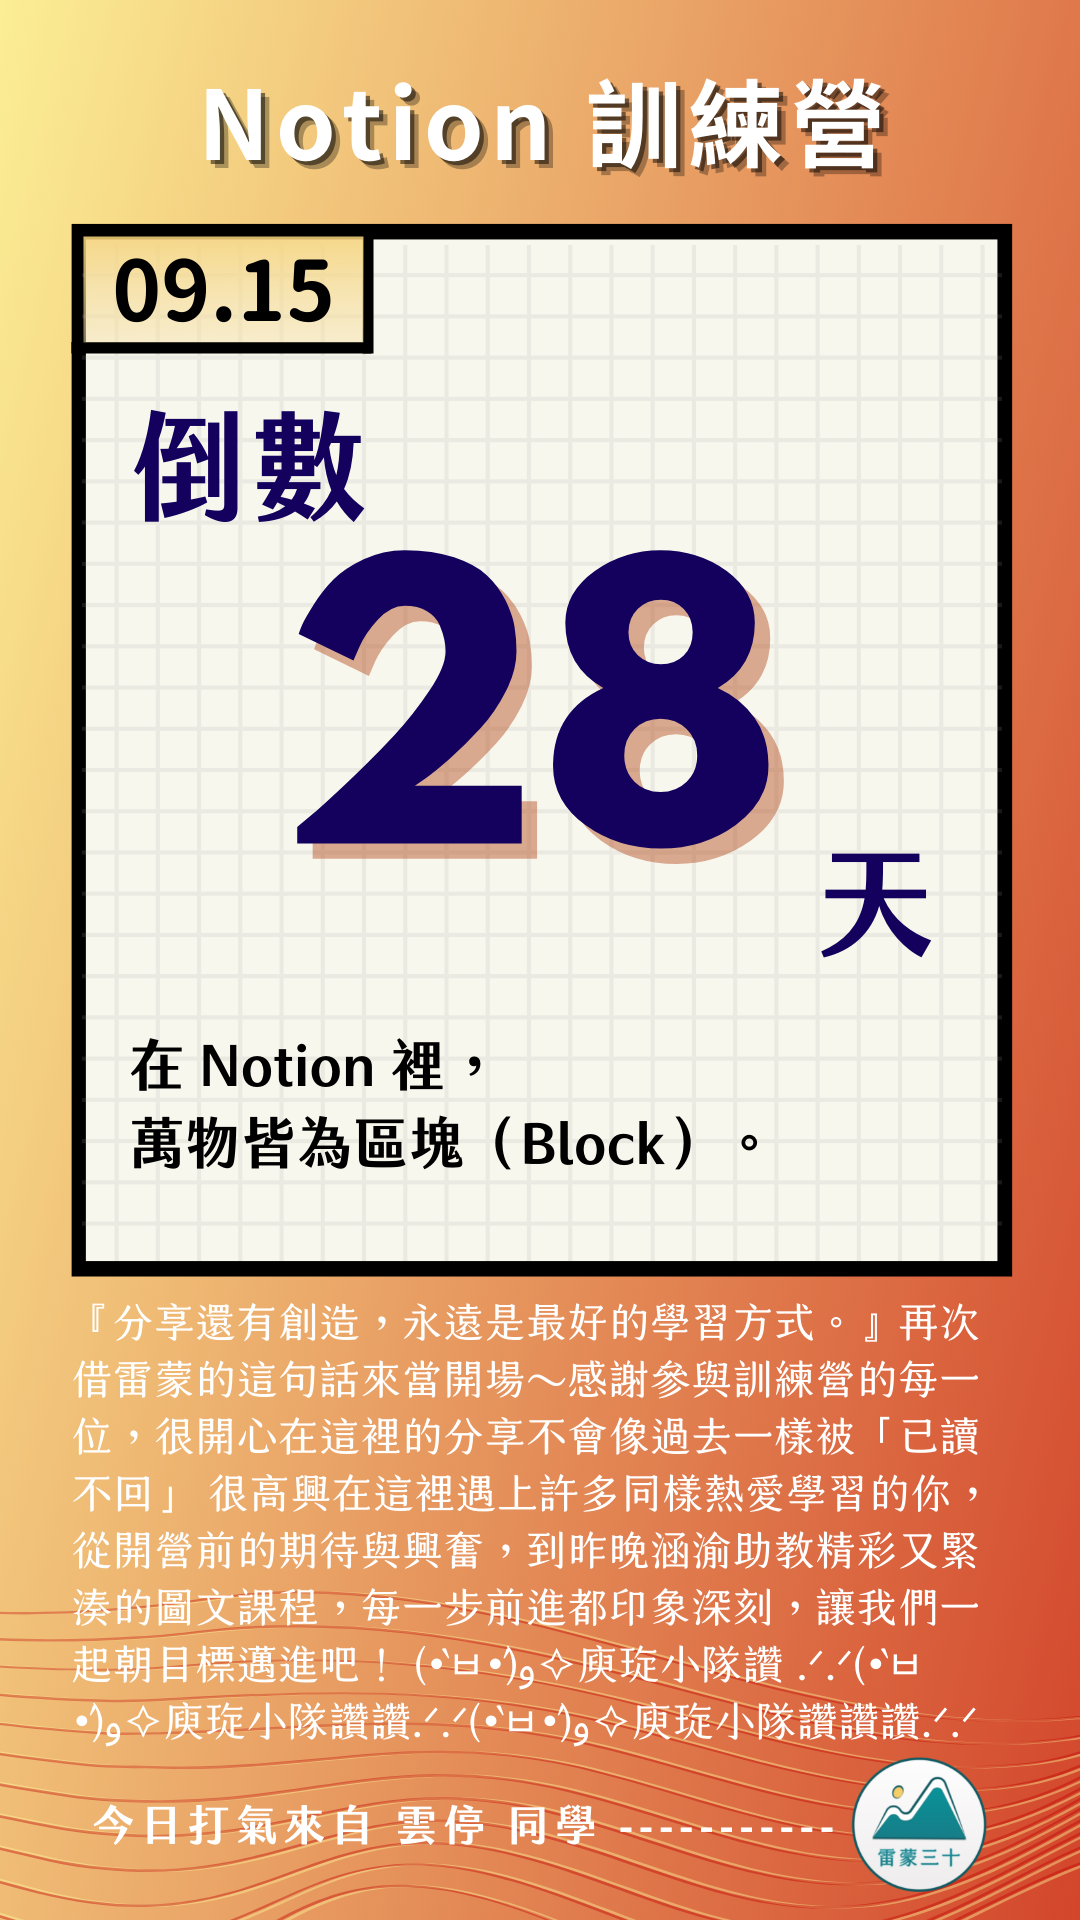 Notion 訓練營
09.15
倒數
28
天
在 Notion 裡，
萬物皆為區塊（Block）。
『分享還有創造，永遠是最好的學習方式。』再次
借雷蒙的這句話來當開場～感謝參與訓練營的每一
位，很開心在這裡的分享不會像過去一樣被「已讀
不回」 很高興在這裡遇上許多同樣熱愛學習的你，
從開營前的期待與興奮，到昨晚涵渝助教精彩又緊
湊的圖文課程，每一步前進都印象深刻，讓我們一
起朝目標邁進吧！ (•̀ㅂ•́)و✧庾琁小隊讚 .ᐟ.ᐟ(•̀ㅂ
•́)و✧庾琁小隊讚讚.ᐟ.ᐟ(•̀ㅂ•́)و✧庾琁小隊讚讚讚.ᐟ.ᐟ
今日打氣來自 雲停 同學 -----------
雷蒙三十